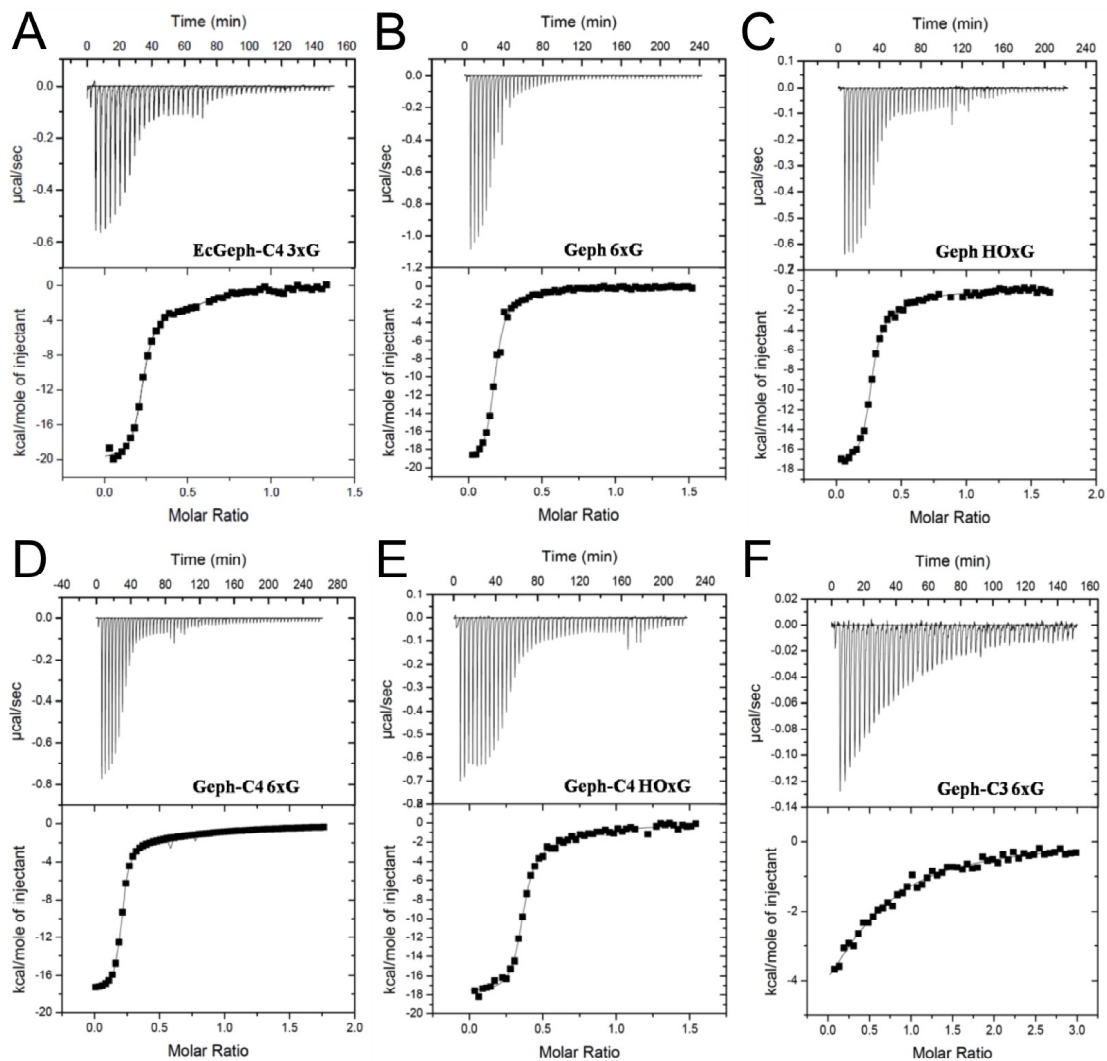 A
Time (min)
0 20 40 60 80 100 120 140 160
0.0
-0.2
-0.4
-0.6
µcal/sec
EcGeph-C4 3xG
0
-4
-8
-12
-16
-20
kcal/mole of injectant
0.0 0.5 1.0 1.5
Molar Ratio
B
Time (min)
0 40 80 120 160 200 240
0.0
-0.2
-0.4
-0.6
-0.8
-1.0
-1.2
µcal/sec
Geph 6xG
0
-2
-4
-6
-8
-10
-12
-14
-16
-18
-20
kcal/mole of injectant
0.0 0.5 1.0 1.5
Molar Ratio
C
Time (min)
0 40 80 120 160 200 240
0.1
0.0
-0.1
-0.2
-0.3
-0.4
-0.5
-0.6
µcal/sec
Geph HOxG
0
-2
-4
-6
-8
-10
-12
-14
-16
-18
kcal/mole of injectant
0.0 0.5 1.0 1.5 2.0
Molar Ratio
D
Time (min)
-40 0 40 80 120 160 200 240 280
0.0
-0.2
-0.4
-0.6
-0.8
µcal/sec
Geph-C4 6xG
0
-4
-8
-12
-16
-20
kcal/mole of injectant
0.0 0.5 1.0 1.5 2.0
Molar Ratio
E
Time (min)
0 40 80 120 160 200 240
0.1
0.0
-0.1
-0.2
-0.3
-0.4
-0.5
-0.6
-0.7
µcal/sec
Geph-C4 HOxG
0
-2
-4
-6
-8
-10
-12
-14
-16
-18
-20
kcal/mole of injectant
0.0 0.5 1.0 1.5
Molar Ratio
F
Time (min)
0 20 40 60 80 100 120 140 160
0.02
0.00
-0.02
-0.04
-0.06
-0.08
-0.10
-0.12
-0.14
µcal/sec
Geph-C3 6xG
0
-2
-4
kcal/mole of injectant
0.0 0.5 1.0 1.5 2.0 2.5 3.0
Molar Ratio